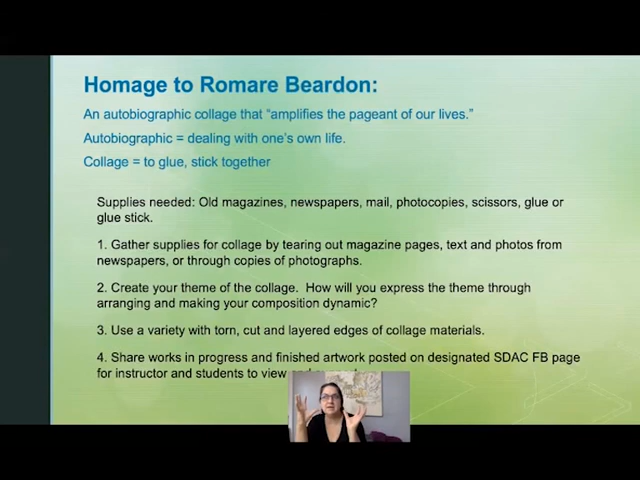 Homage to Romare Beardon:
An autobiographic collage that “amplifies the pageant of our lives.”
Autobiographic = dealing with one’s own life.
Collage = to glue, stick together
Supplies needed: Old magazines, newspapers, mail, photocopies, scissors, glue or
glue stick.
1. Gather supplies for collage by tearing out magazine pages, text and photos from
newspapers, or through copies of photographs.
2. Create your theme of the collage.  How will you express the theme through
arranging and making your composition dynamic?
3. Use a variety with torn, cut and layered edges of collage materials.
4. Share works in progress and finished artwork posted on designated SDAC FB page
for instructor and students to view and